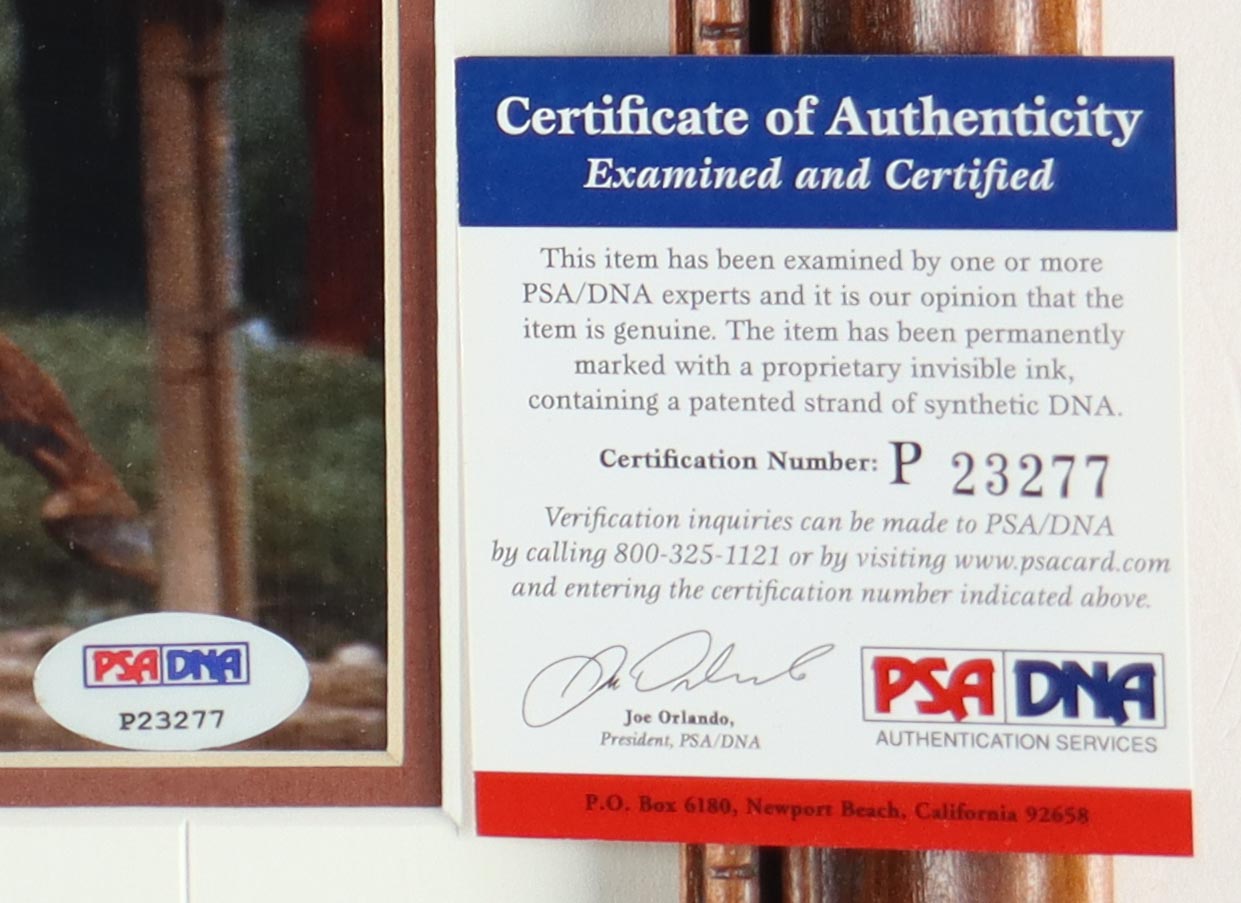 Certificate of Authenticity
Examined and Certified
This item has been examined by one or more
PSA/DNA experts and it is our opinion that the
item is genuine. The item has been permanently
marked with a proprietary invisible ink,
containing a patented strand of synthetic DNA.
Certification Number: P 23277
Verification inquiries can be made to PSA/DNA
by calling 800-325-1121 or by visiting www.psacard.com
and entering the certification number indicated above.
Joe Orlando,
President, PSA/DNA
PSA DNA
AUTHENTICATION SERVICES
P.O. Box 6180, Newport Beach, California 92658
PSA DNA
P23277